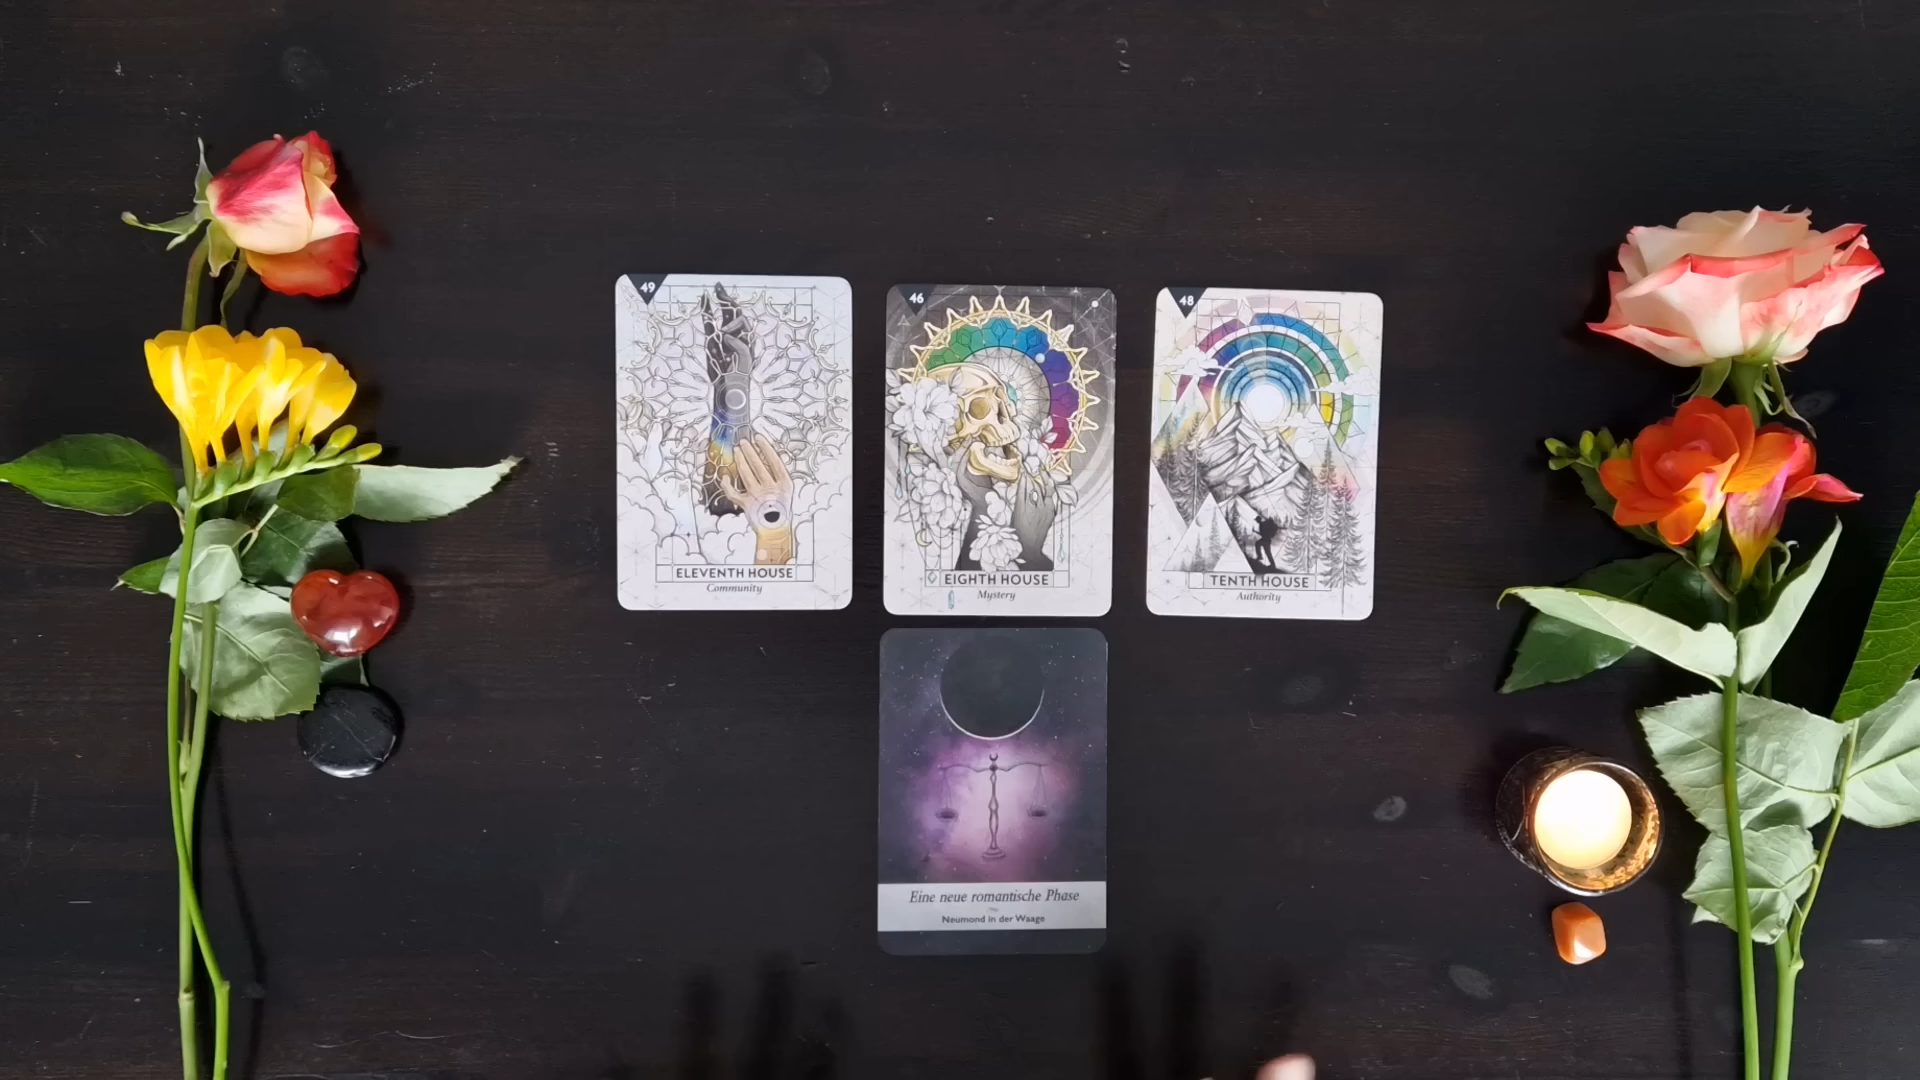 49
ELEVENTH HOUSE
Community
46
EIGHTH HOUSE
Mystery
48
TENTH HOUSE
Authority
Eine neue romantische Phase
Neumond in der Waage